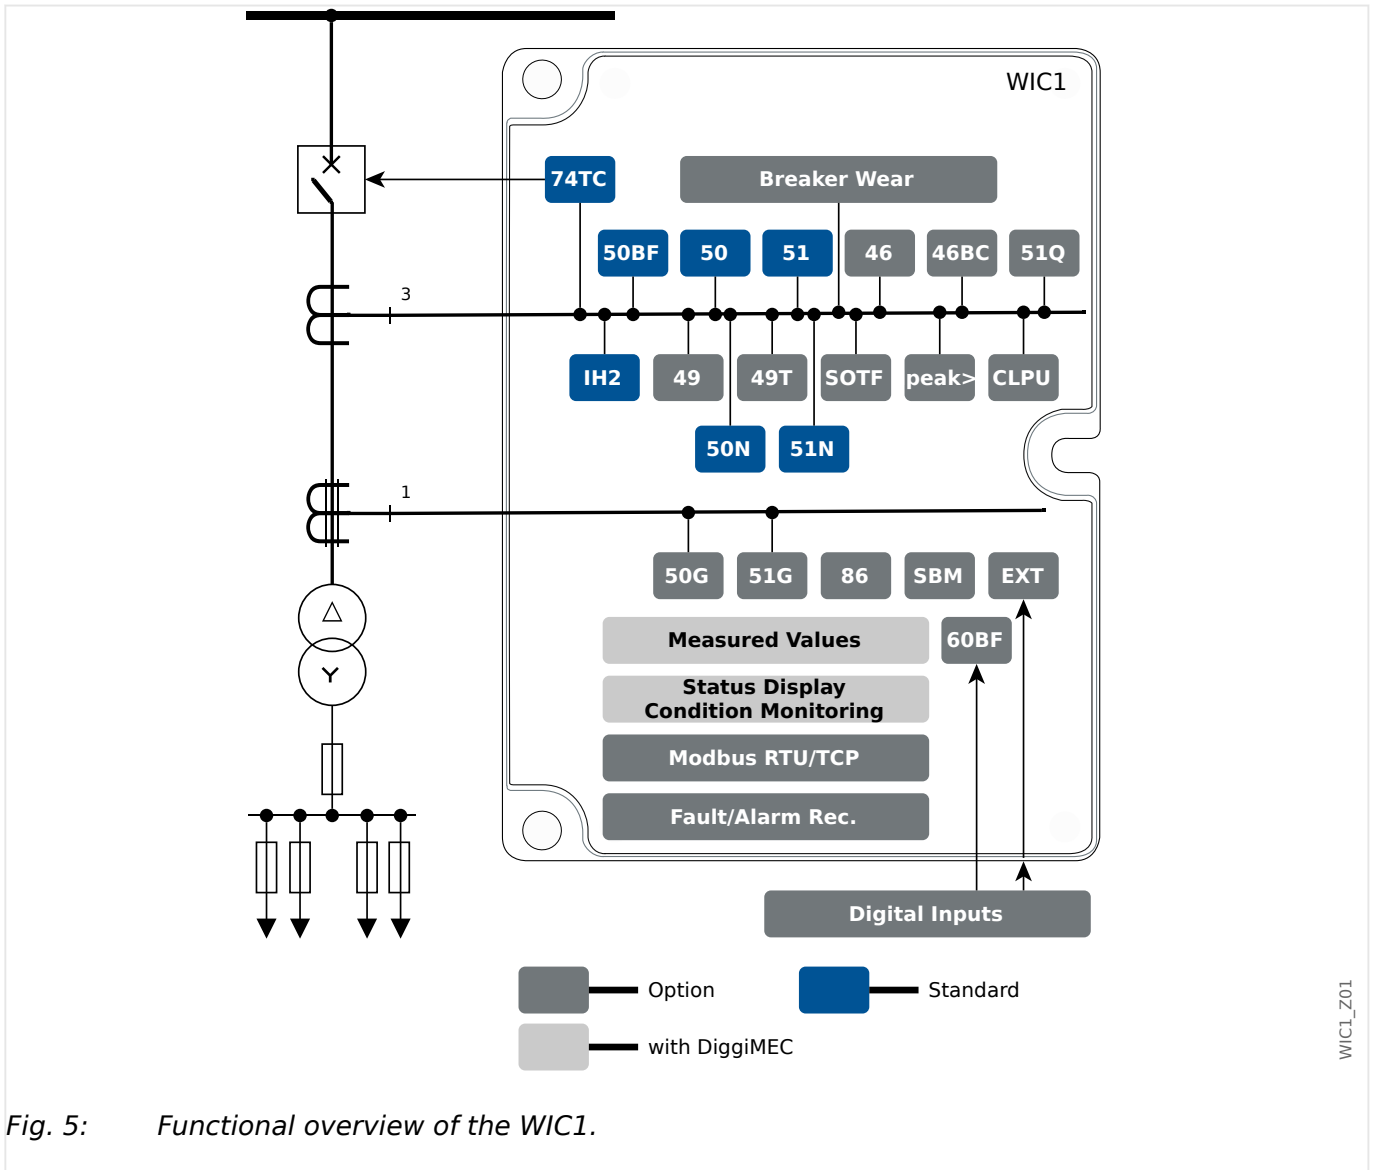 WIC1
74TC
Breaker Wear
50BF
50
51
46
46BC
51Q
3
IH2
49
49T
SOTF
peak>
CLPU
50N
51N
1
50G
51G
86
SBM
EXT
Measured Values
60BF
Status Display
Condition Monitoring
Modbus RTU/TCP
Fault/Alarm Rec.
Digital Inputs
Option
Standard
with DiggiMEC
WIC1_Z01
Fig. 5: Functional overview of the WIC1.